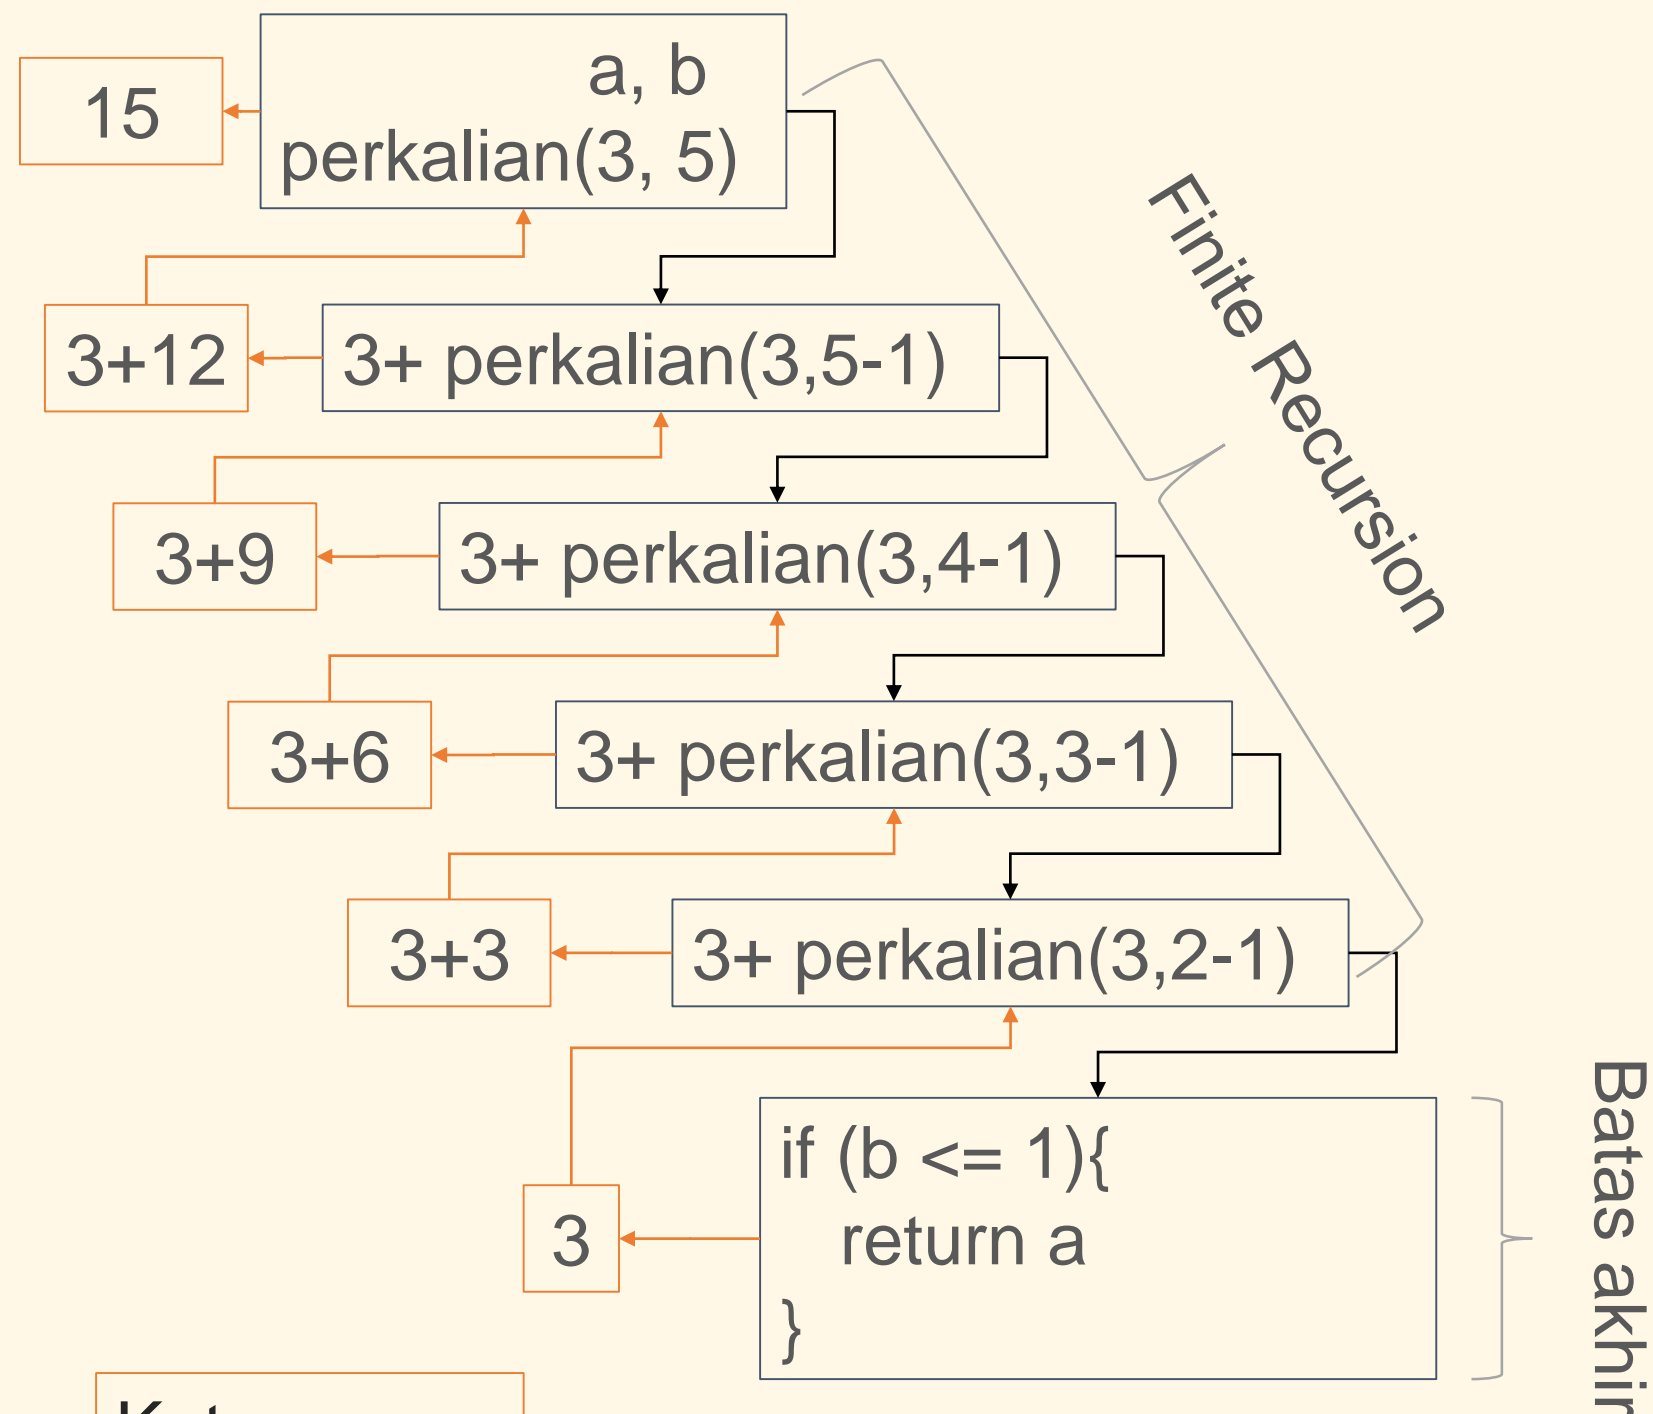 a, b
perkalian(3, 5)
15
3+ perkalian(3,5-1)
3+12
3+ perkalian(3,4-1)
3+9
3+ perkalian(3,3-1)
3+6
3+ perkalian(3,2-1)
3+3
if (b <= 1){
return a
}
3
Finite Recursion
Batas akhir